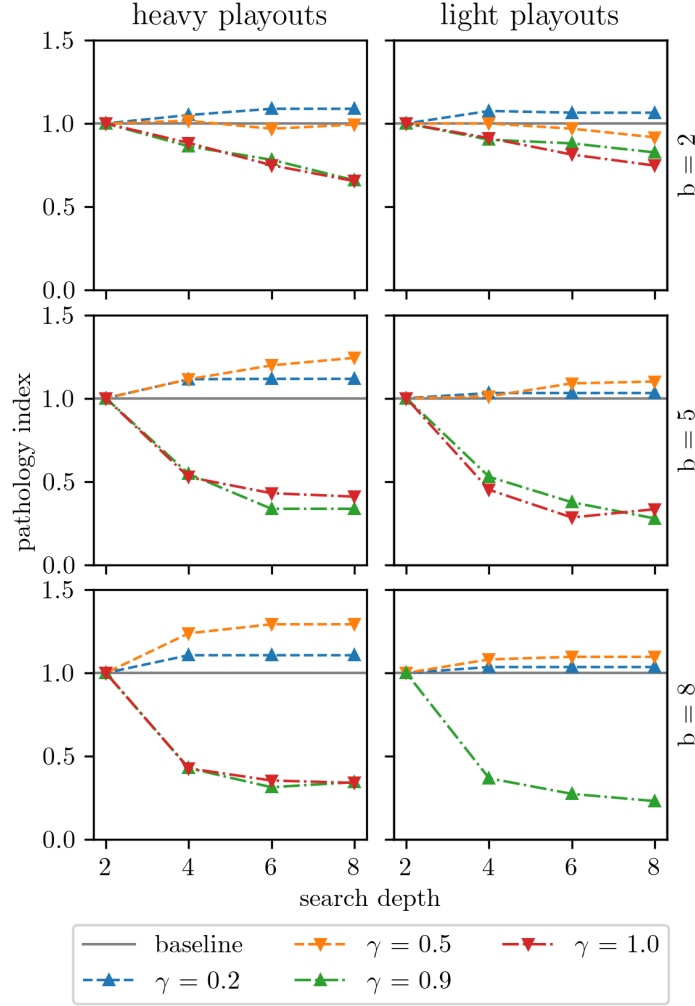 heavy playouts light playouts
1.5
1.0
0.5
0.0
b = 2
1.5
1.0
0.5
0.0
b = 5
pathology index
1.5
1.0
0.5
0.0
b = 8
2 4 6 8 2 4 6 8
search depth
baseline γ = 0.5 γ = 1.0
γ = 0.2 γ = 0.9